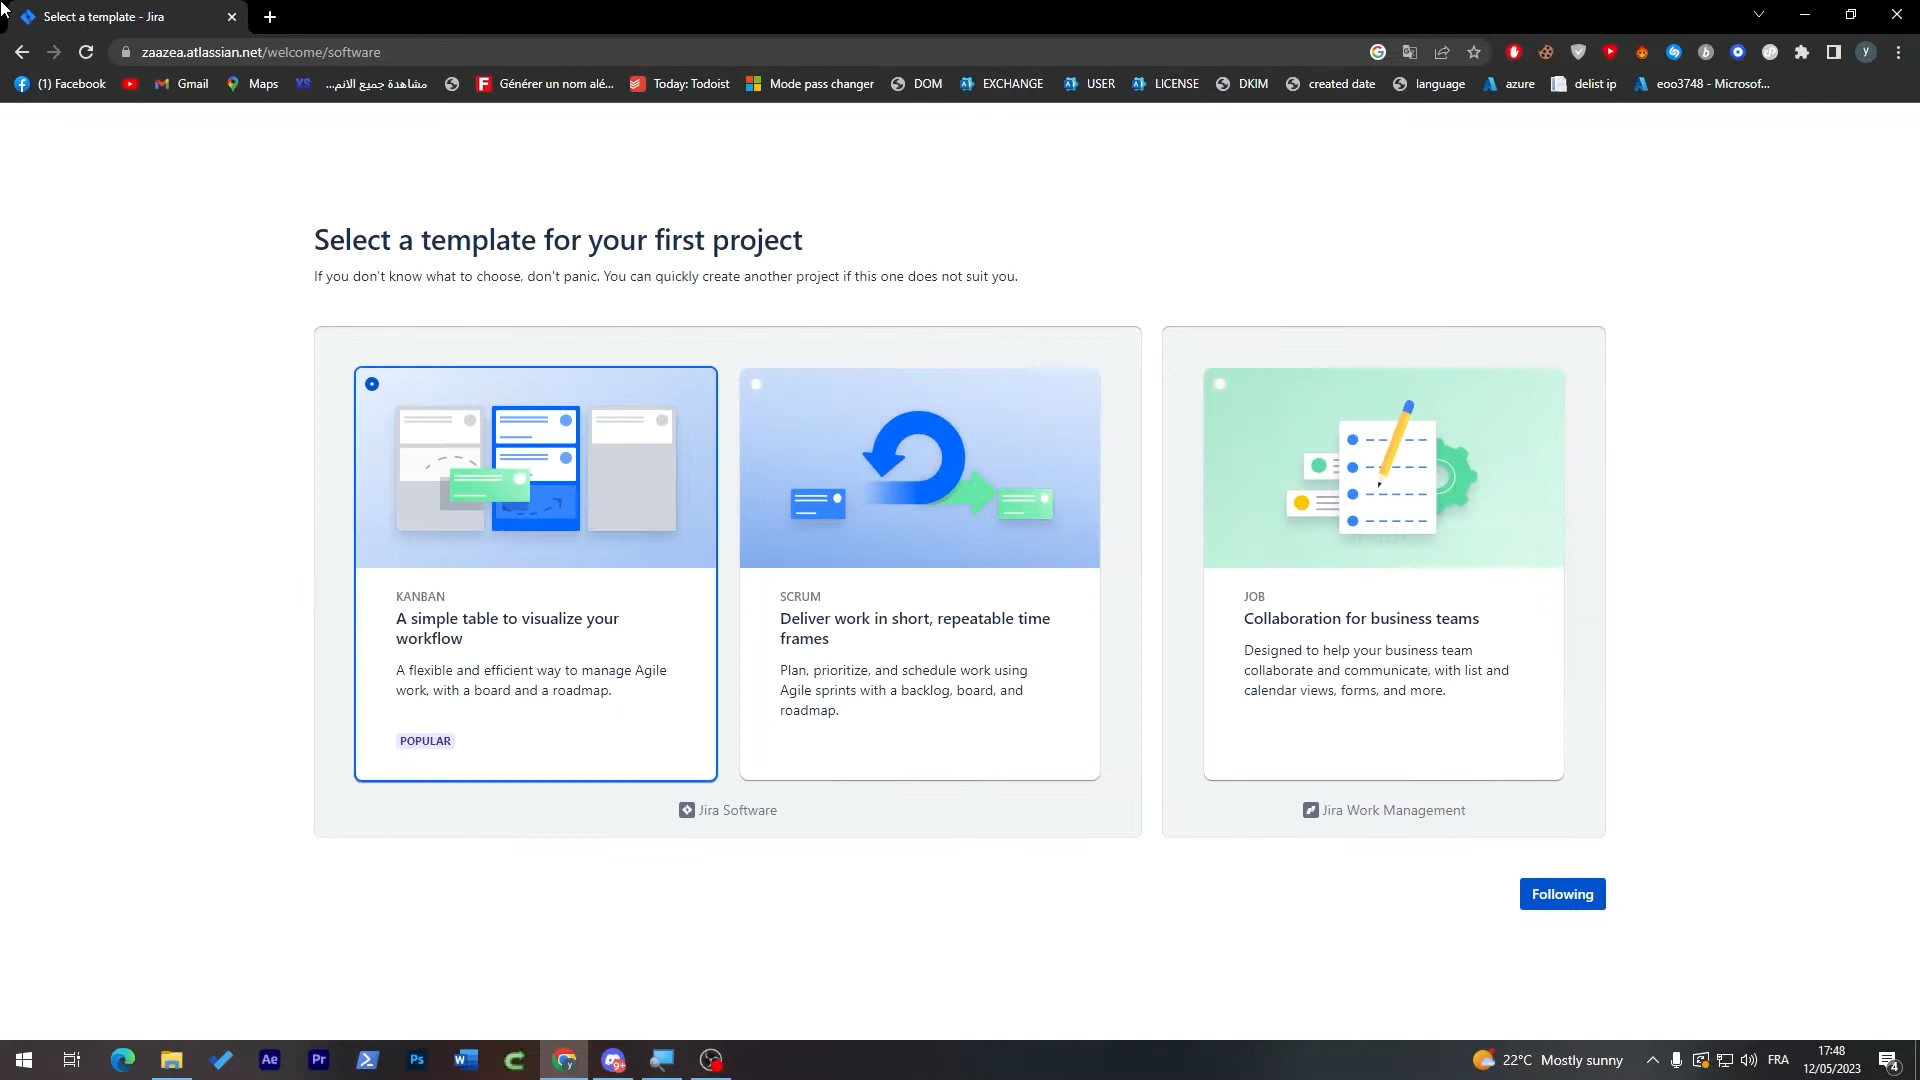 Select a template - Jira
zaazea.atlassian.net/welcome/software
(1) Facebook
Gmail
Maps
XS
مشاهدة جميع الانم...
Générer un nom alé...
Today: Todoist
Mode pass changer
DOM
EXCHANGE
USER
LICENSE
DKIM
created date
language
azure
delist ip
eoo3748 - Microsof...
Select a template for your first project
If you don't know what to choose, don't panic. You can quickly create another project if this one does not suit you.
KANBAN
A simple table to visualize your
workflow
A flexible and efficient way to manage Agile
work, with a board and a roadmap.
POPULAR
SCRUM
Deliver work in short, repeatable time
frames
Plan, prioritize, and schedule work using
Agile sprints with a backlog, board, and
roadmap.
Jira Software
JOB
Collaboration for business teams
Designed to help your business team
collaborate and communicate, with list and
calendar views, forms, and more.
Jira Work Management
Following
Ae
Pr
Ps
W
9+
22°C Mostly sunny
FRA
17:48
12/05/2023
4